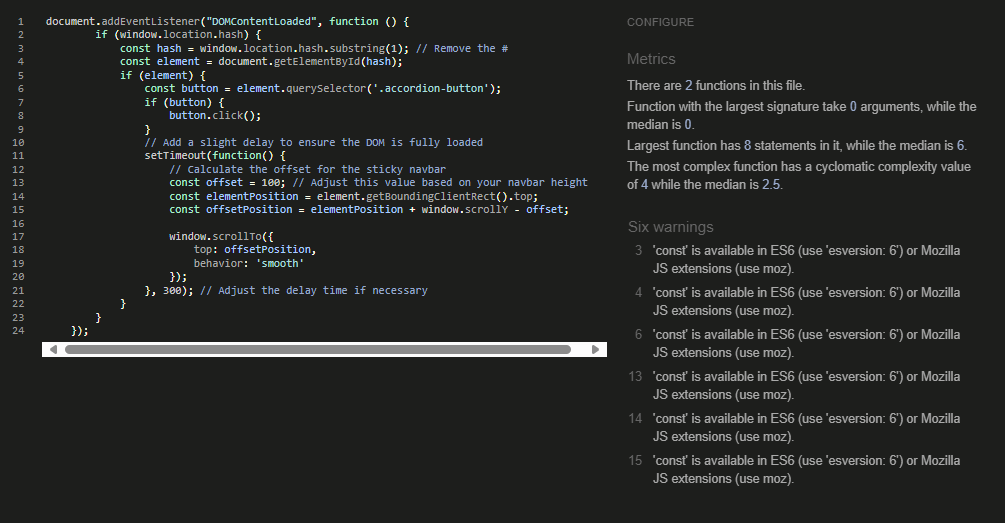 1 document.addEventListener("DOMContentLoaded", function () {
2 if (window.location.hash) {
3 const hash = window.location.hash.substring(1); // Remove the #
4 const element = document.getElementById(hash);
5 if (element) {
6 const button = element.querySelector('.accordion-button');
7 if (button) {
8 button.click();
9 }
10 // Add a slight delay to ensure the DOM is fully loaded
11 setTimeout(function() {
12 // Calculate the offset for the sticky navbar
13 const offset = 100; // Adjust this value based on your navbar height
14 const elementPosition = element.getBoundingClientRect().top;
15 const offsetPosition = elementPosition + window.scrollY - offset;
16
17 window.scrollTo({
18 top: offsetPosition,
19 behavior: 'smooth'
20 });
21 }, 300); // Adjust the delay time if necessary
22 }
23 }
24 });
CONFIGURE
Metrics
There are 2 functions in this file.
Function with the largest signature take 0 arguments, while the
median is 0.
Largest function has 8 statements in it, while the median is 6.
The most complex function has a cyclomatic complexity value
of 4 while the median is 2.5.
Six warnings
3 'const' is available in ES6 (use 'esversion: 6') or Mozilla
JS extensions (use moz).
4 'const' is available in ES6 (use 'esversion: 6') or Mozilla
JS extensions (use moz).
6 'const' is available in ES6 (use 'esversion: 6') or Mozilla
JS extensions (use moz).
13 'const' is available in ES6 (use 'esversion: 6') or Mozilla
JS extensions (use moz).
14 'const' is available in ES6 (use 'esversion: 6') or Mozilla
JS extensions (use moz).
15 'const' is available in ES6 (use 'esversion: 6') or Mozilla
JS extensions (use moz).